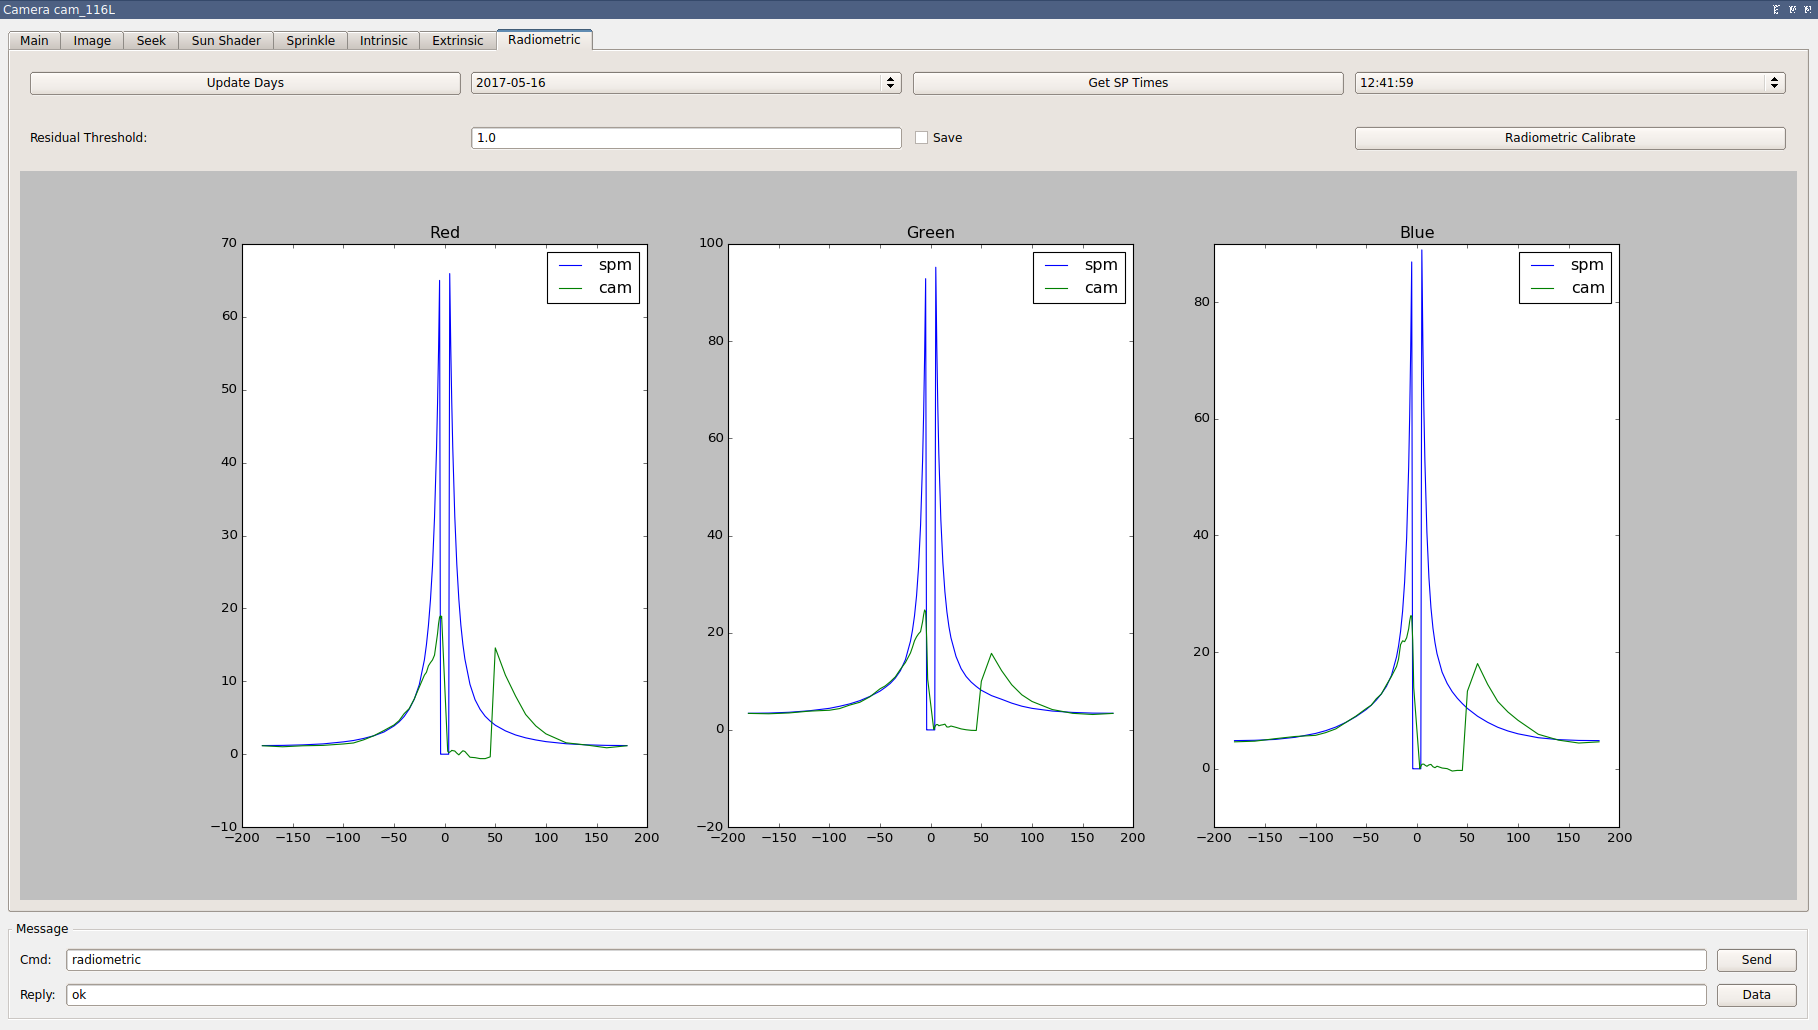 Camera cam_116L
Main Image Seek Sun Shader Sprinkle Intrinsic Extrinsic Radiometric
Update Days 2017-05-16 Get SP Times 12:41:59
Residual Threshold: 1.0 Save Radiometric Calibrate
Red
70
60
50
40
30
20
10
0
−10
−200 −150 −100 −50 0 50 100 150 200
spm
cam
Green
100
80
60
40
20
0
−20
−200 −150 −100 −50 0 50 100 150 200
spm
cam
Blue
80
60
40
20
0
−200 −150 −100 −50 0 50 100 150 200
spm
cam
Message
Cmd: radiometric Send
Reply: ok Data